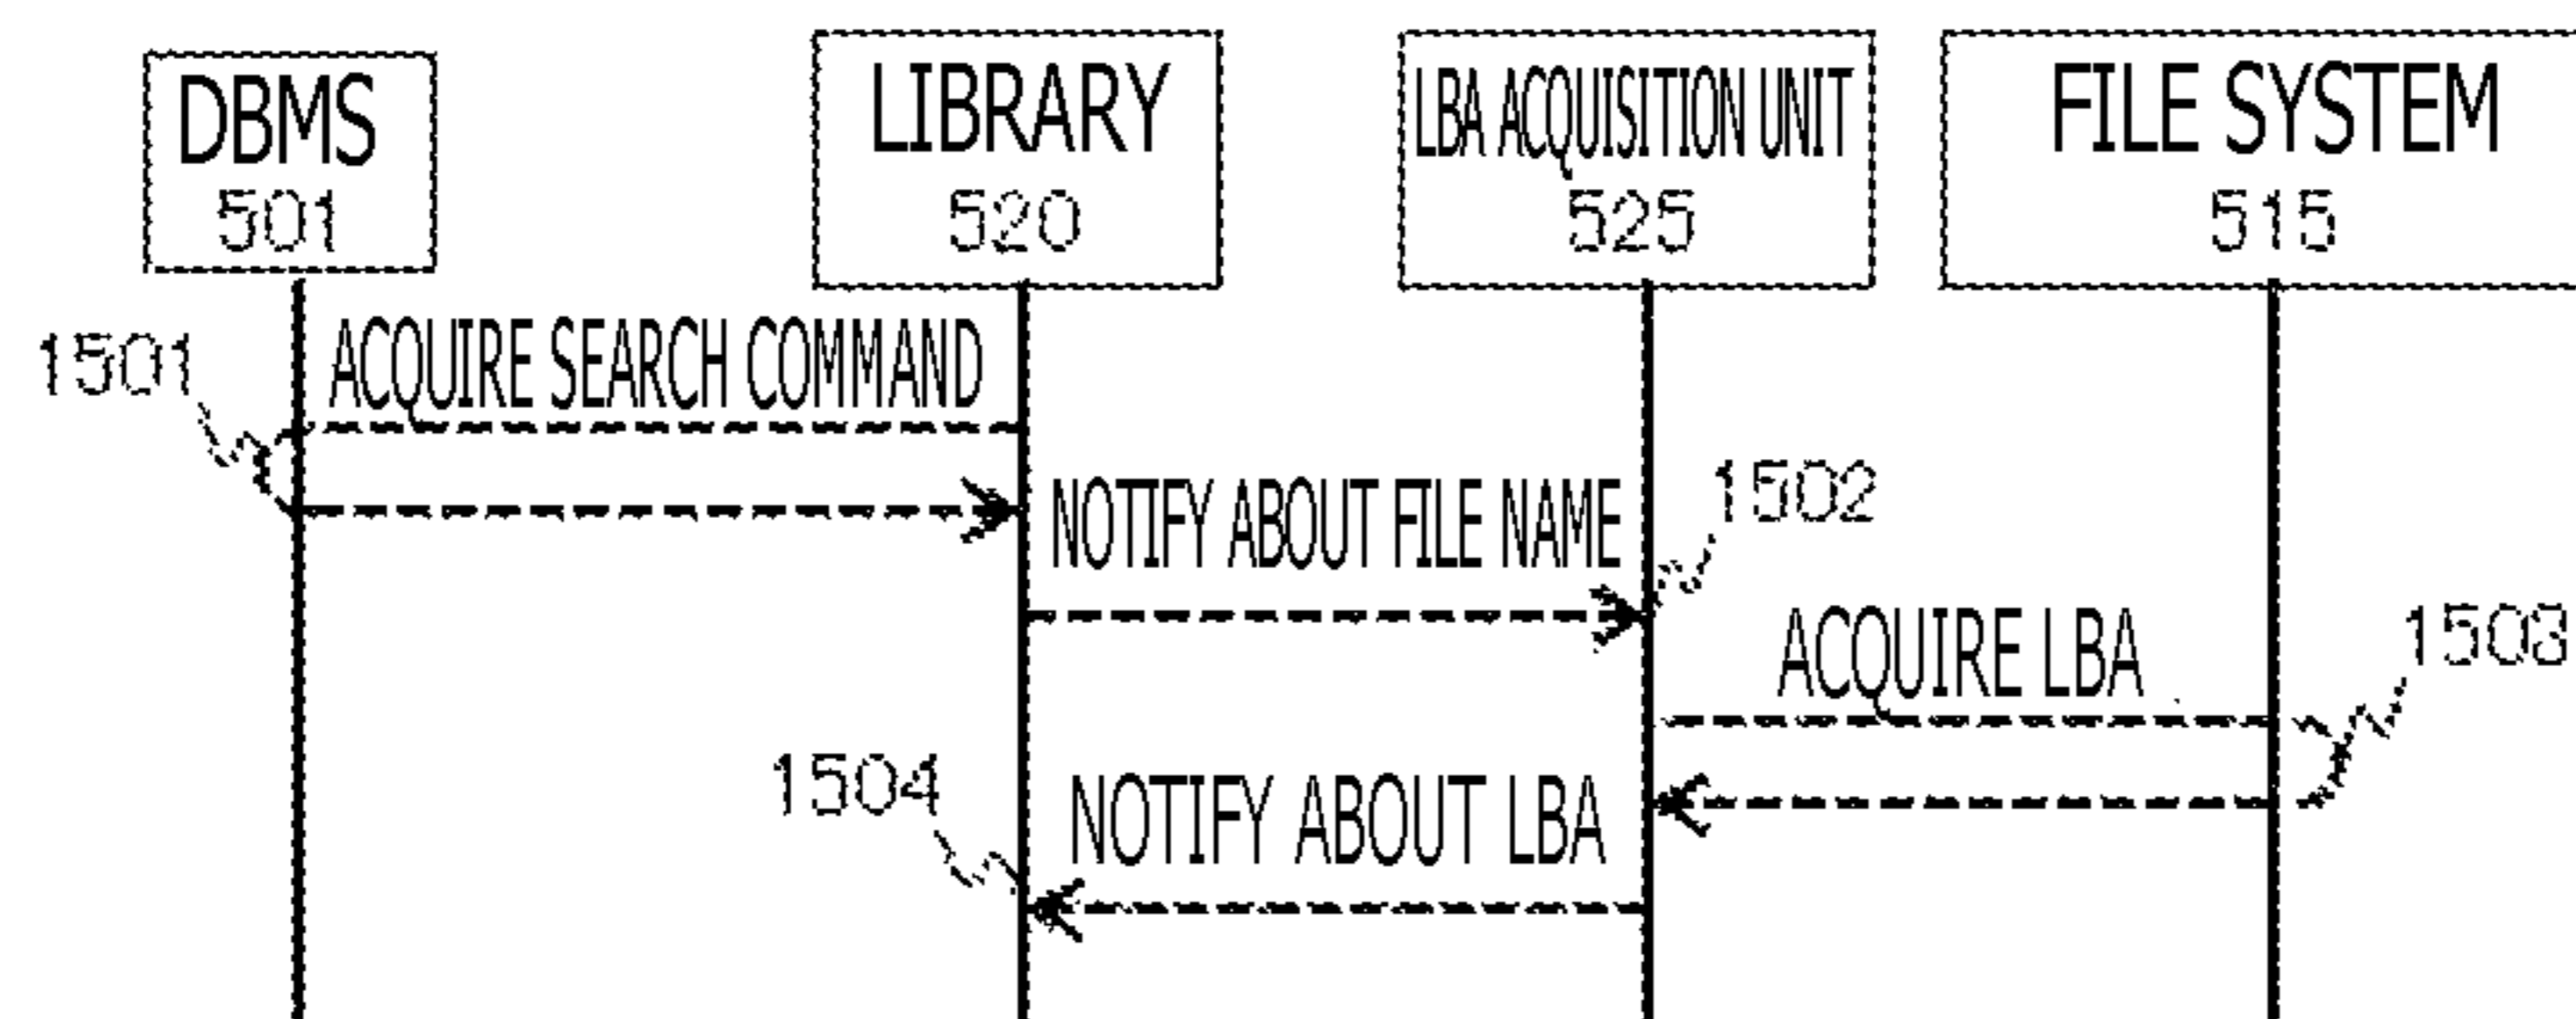 DBMS
501
LIBRARY
520
LBA ACQUISITION UNIT
525
FILE SYSTEM
515
1501
ACQUIRE SEARCH COMMAND
NOTIFY ABOUT FILE NAME
1502
ACQUIRE LBA
1503
1504
NOTIFY ABOUT LBA